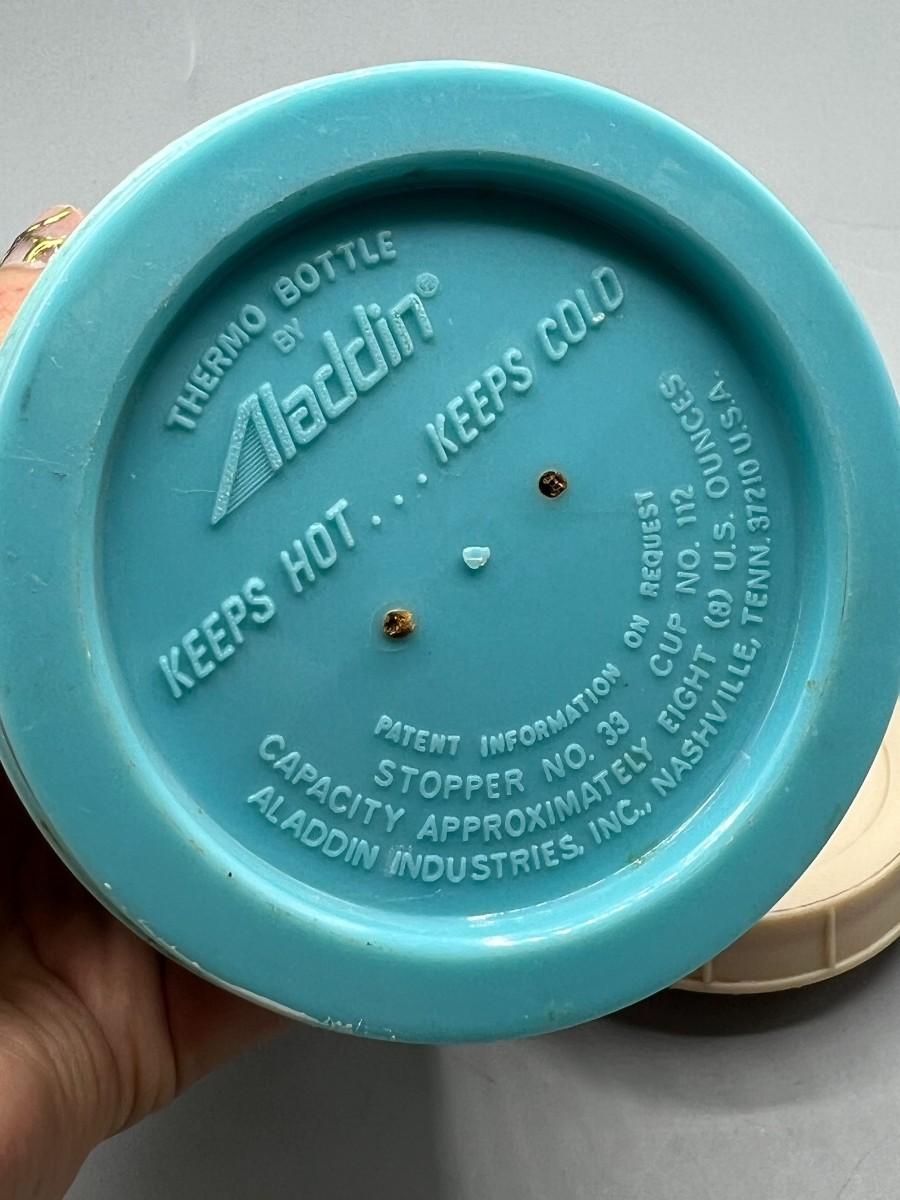 THERMO BOTTLE
BY
Aladdin®
KEEPS HOT.... KEEPS COLD
PATENT INFORMATION ON REQUEST
STOPPER NO. 33 CUP NO. 112
CAPACITY APPROXIMATELY EIGHT (8) U.S. OUNCES
ALADDIN INDUSTRIES, INC., NASHVILLE, TENN. 37210 U.S.A.